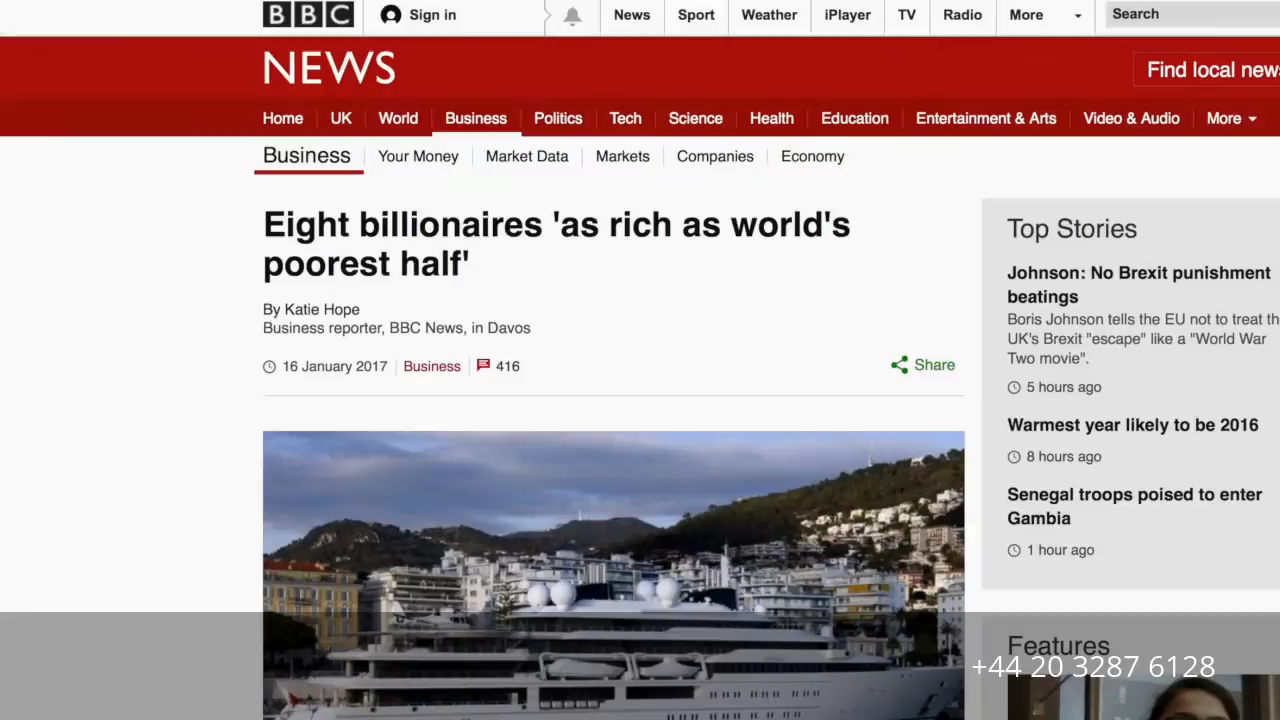 BBC
Sign in
News
Sport
Weather
iPlayer
TV
Radio
More
Search
NEWS
Find local news
Home
UK
World
Business
Politics
Tech
Science
Health
Education
Entertainment & Arts
Video & Audio
More
Business
Your Money
Market Data
Markets
Companies
Economy
Eight billionaires 'as rich as world's
poorest half'
By Katie Hope
Business reporter, BBC News, in Davos
16 January 2017
Business
416
Share
Top Stories
Johnson: No Brexit punishment
beatings
Boris Johnson tells the EU not to treat th
UK's Brexit "escape" like a "World War
Two movie".
5 hours ago
Warmest year likely to be 2016
8 hours ago
Senegal troops poised to enter
Gambia
1 hour ago
Features
+44 20 3287 6128